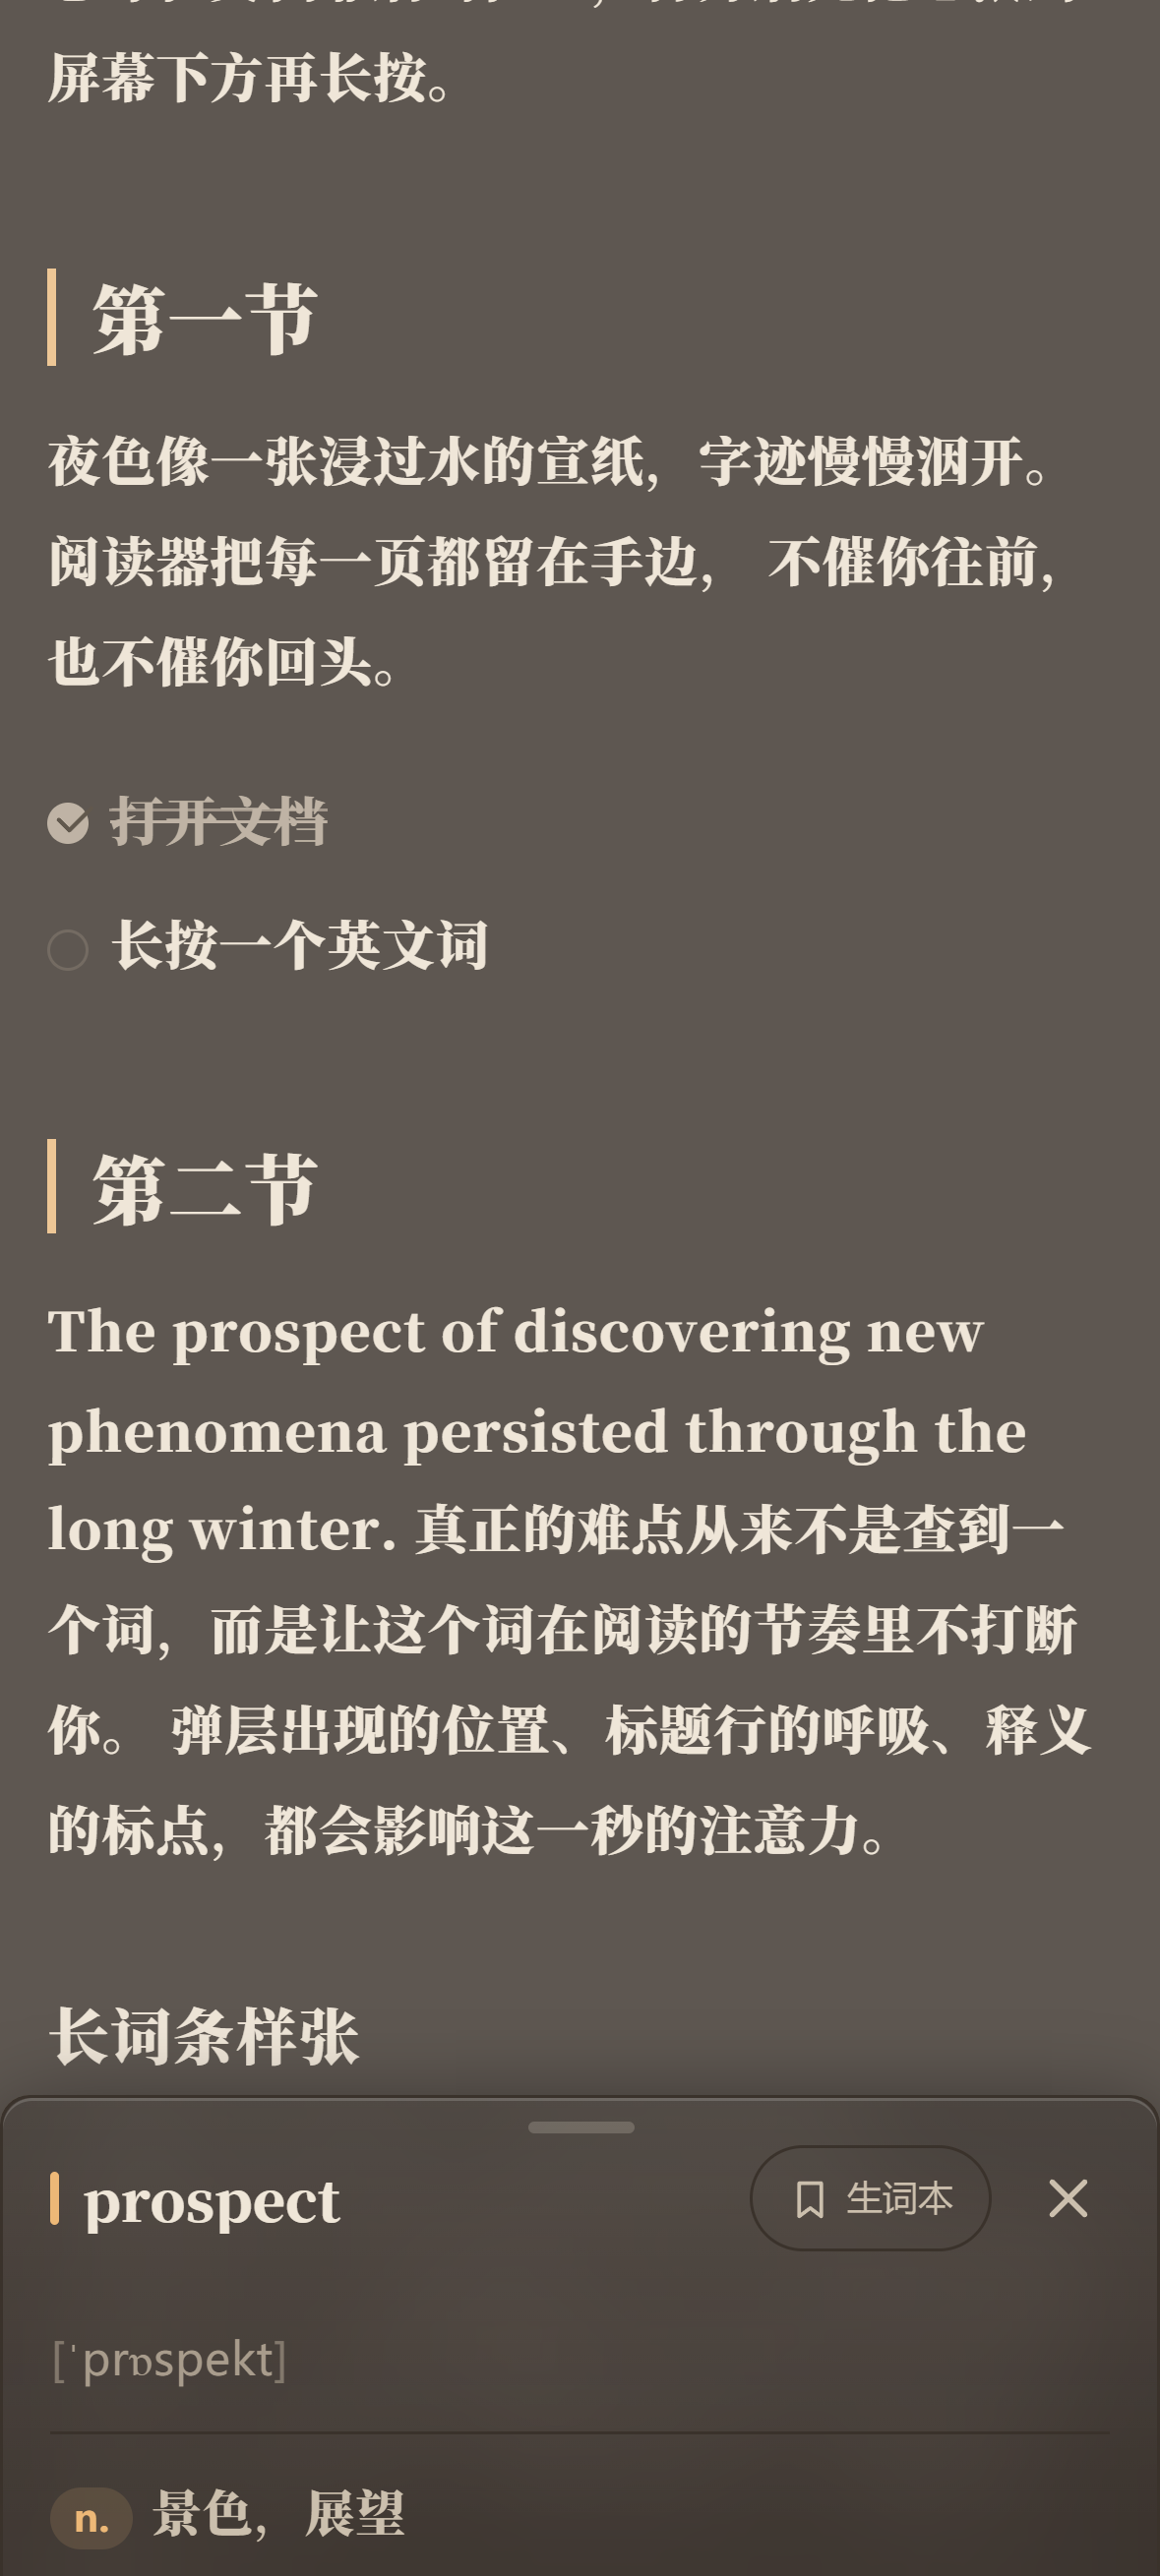 屏幕下方再长按。
第一节
夜色像一张浸过水的宣纸，字迹慢慢洇开。
阅读器把每一页都留在手边， 不催你往前，
也不催你回头。
打开文档
长按一个英文词
第二节
The prospect of discovering new
phenomena persisted through the
long winter. 真正的难点从来不是查到一
个词，而是让这个词在阅读的节奏里不打断
你。 弹层出现的位置、标题行的呼吸、释义
的标点，都会影响这一秒的注意力。
长词条样张
prospect
生词本
[ˈprɒspekt]
n. 景色， 展望